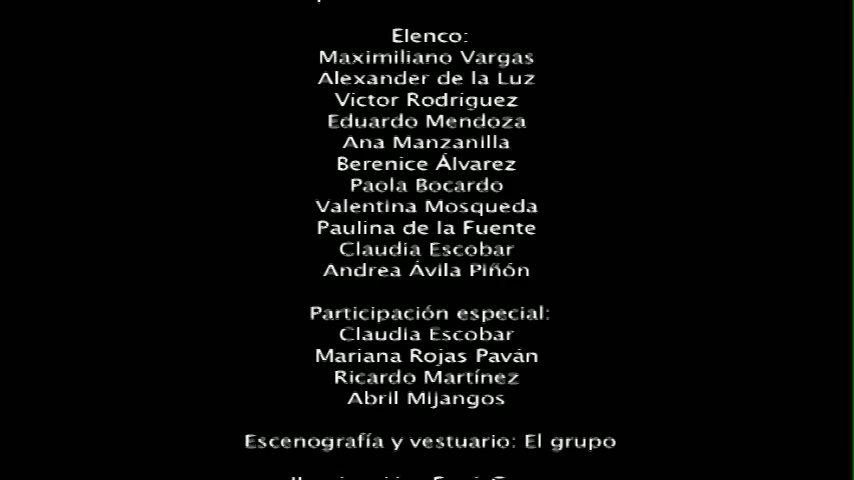 Elenco:
Maximiliano Vargas
Alexander de la Luz
Victor Rodriguez
Eduardo Mendoza
Ana Manzanilla
Berenice Álvarez
Paola Bocardo
Valentina Mosqueda
Paulina de la Fuente
Claudia Escobar
Andrea Ávila Piñón
Participación especial:
Claudia Escobar
Mariana Rojas Paván
Ricardo Martínez
Abril Mijangos
Escenografía y vestuario: El grupo